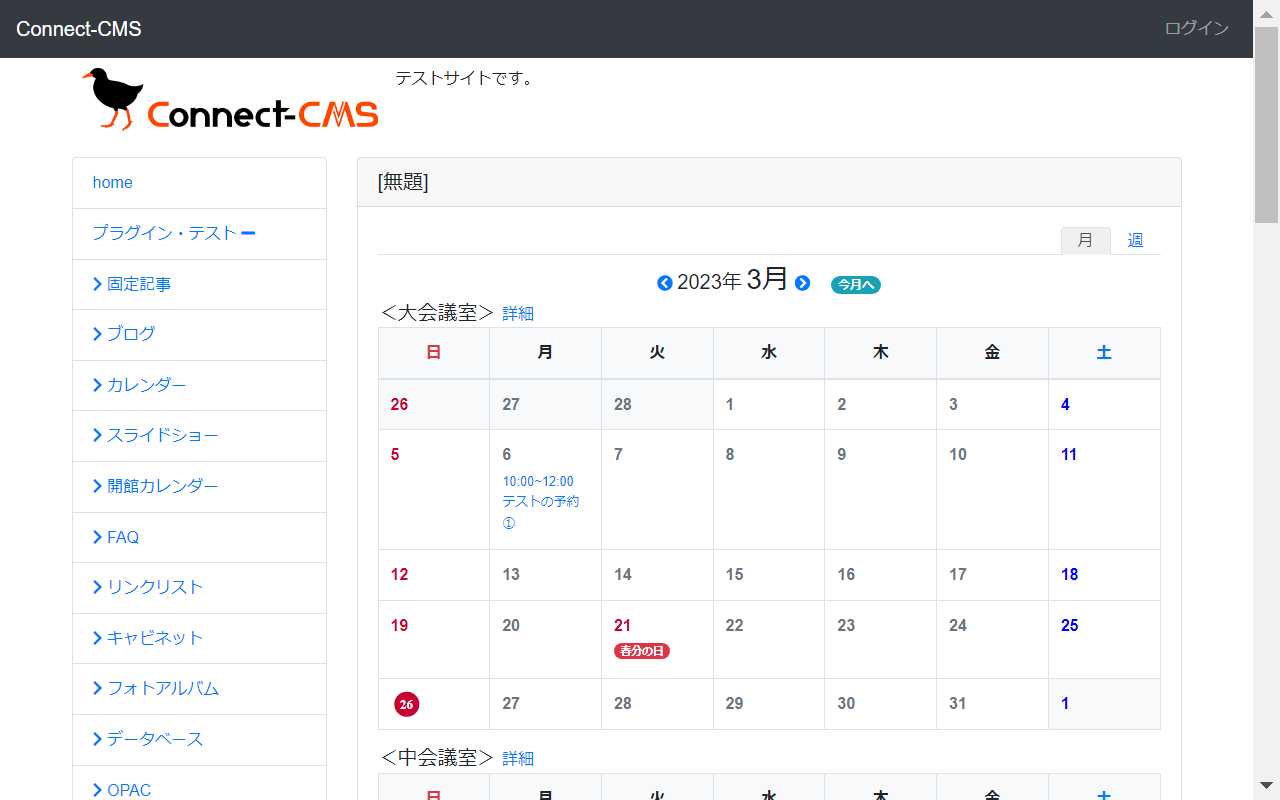 Connect-CMS ログイン
Connect-CMS テストサイトです。
home
プラグイン・テスト
固定記事
ブログ
カレンダー
スライドショー
開館カレンダー
FAQ
リンクリスト
キャビネット
フォトアルバム
データベース
OPAC
[無題]
月 週
2023年 3月 今月へ
＜大会議室＞ 詳細
日 月 火 水 木 金 土
26 27 28 1 2 3 4
5 6 7 8 9 10 11
10:00~12:00
テストの予約
①
12 13 14 15 16 17 18
19 20 21 22 23 24 25
春分の日
26 27 28 29 30 31 1
＜中会議室＞ 詳細
日 月 火 水 木 金 土